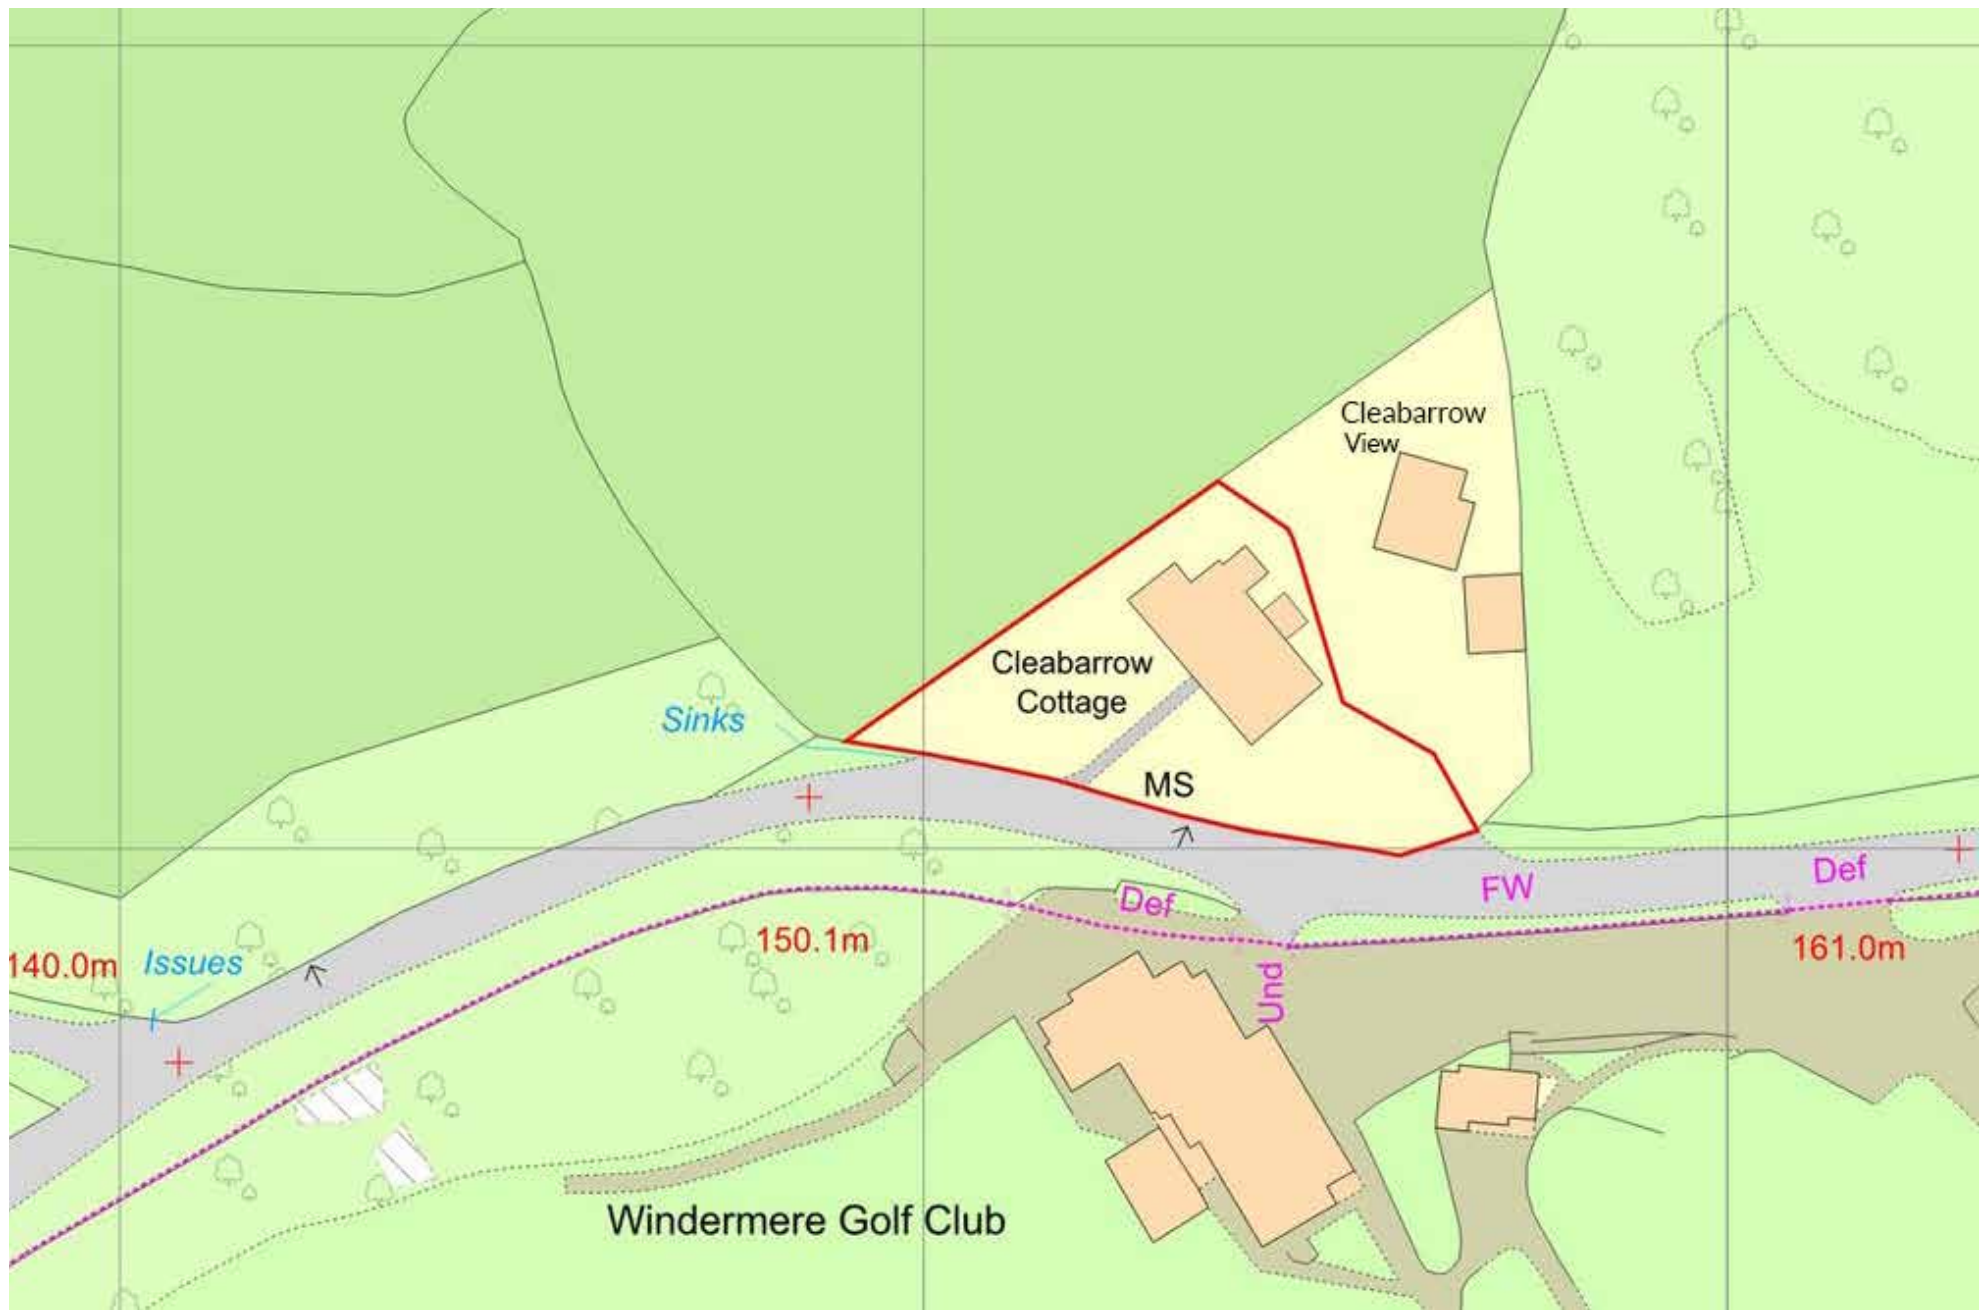 Cleabarrow
View
Cleabarrow
Cottage
Sinks
MS
Def
FW
Def
150.1m
161.0m
140.0m
Issues
Und
Windermere Golf Club